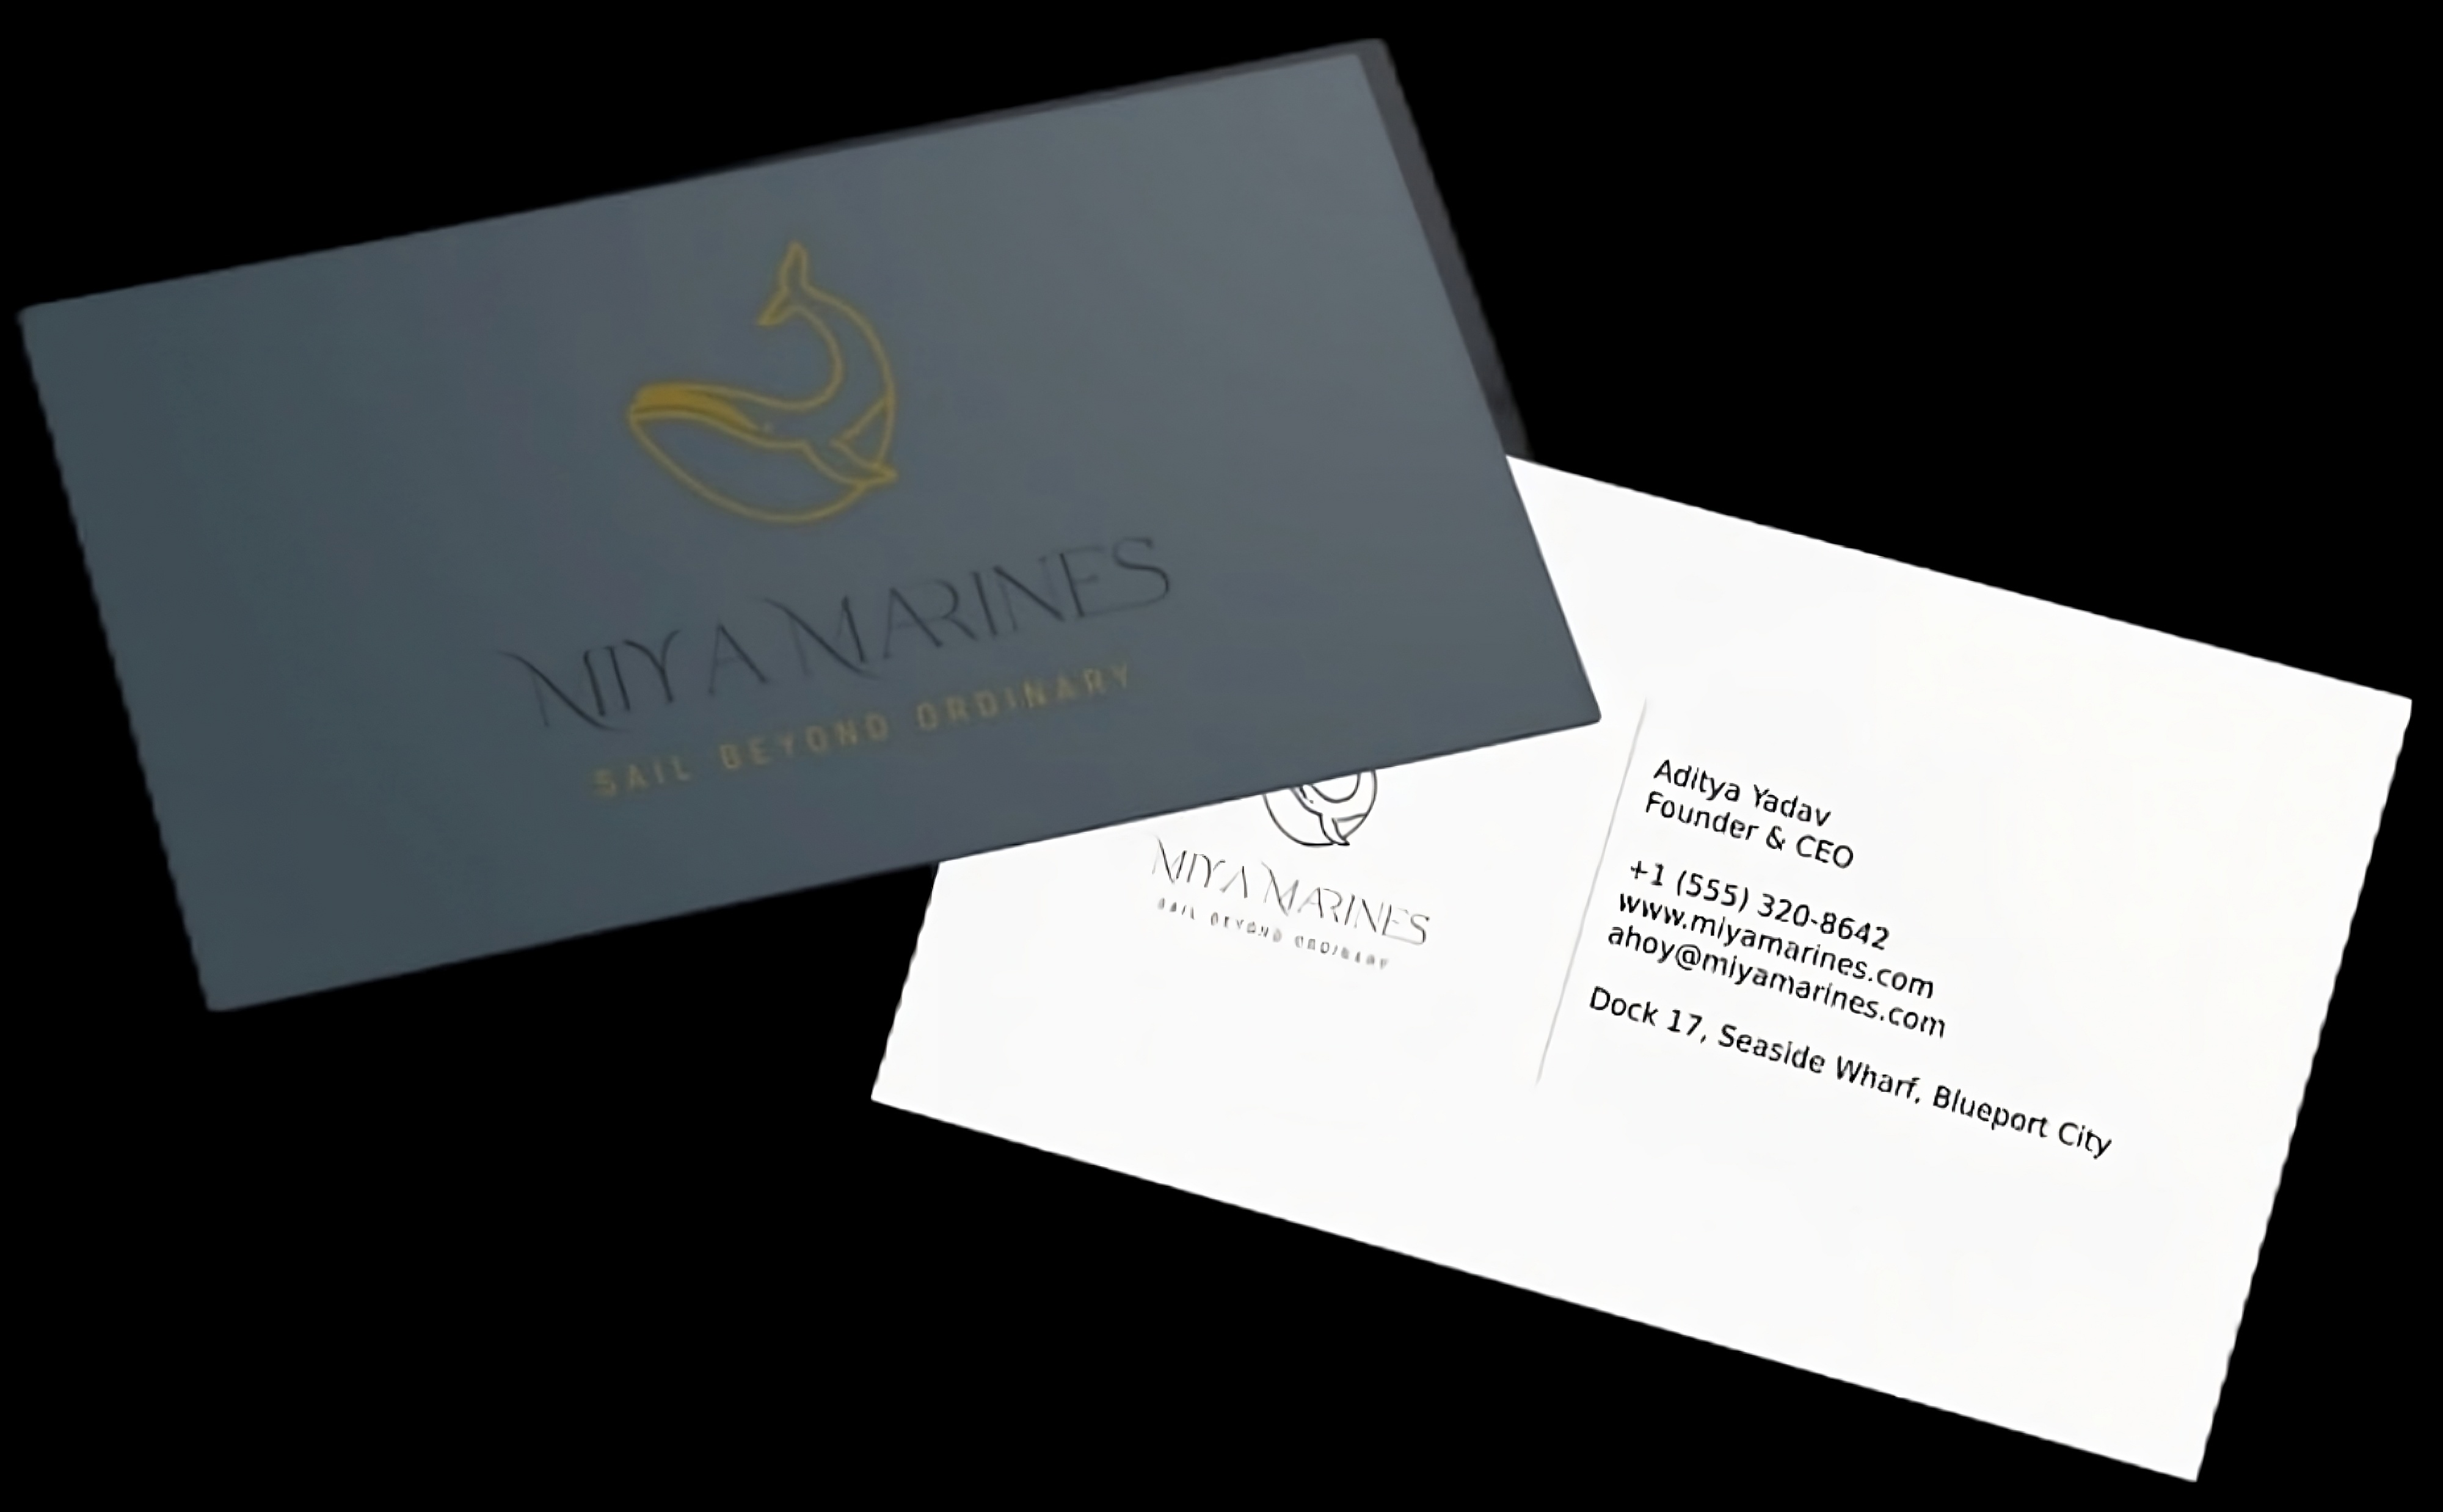 MIYA MARINES
SAIL BEYOND ORDINARY
MIYA MARINES
SAIL BEYOND ORDINARY
Aditya Yadav
Founder & CEO
+1 (555) 320-8642
www.miyamarines.com
ahoy@miyamarines.com
Dock 17, Seaside Wharf, Blueport City